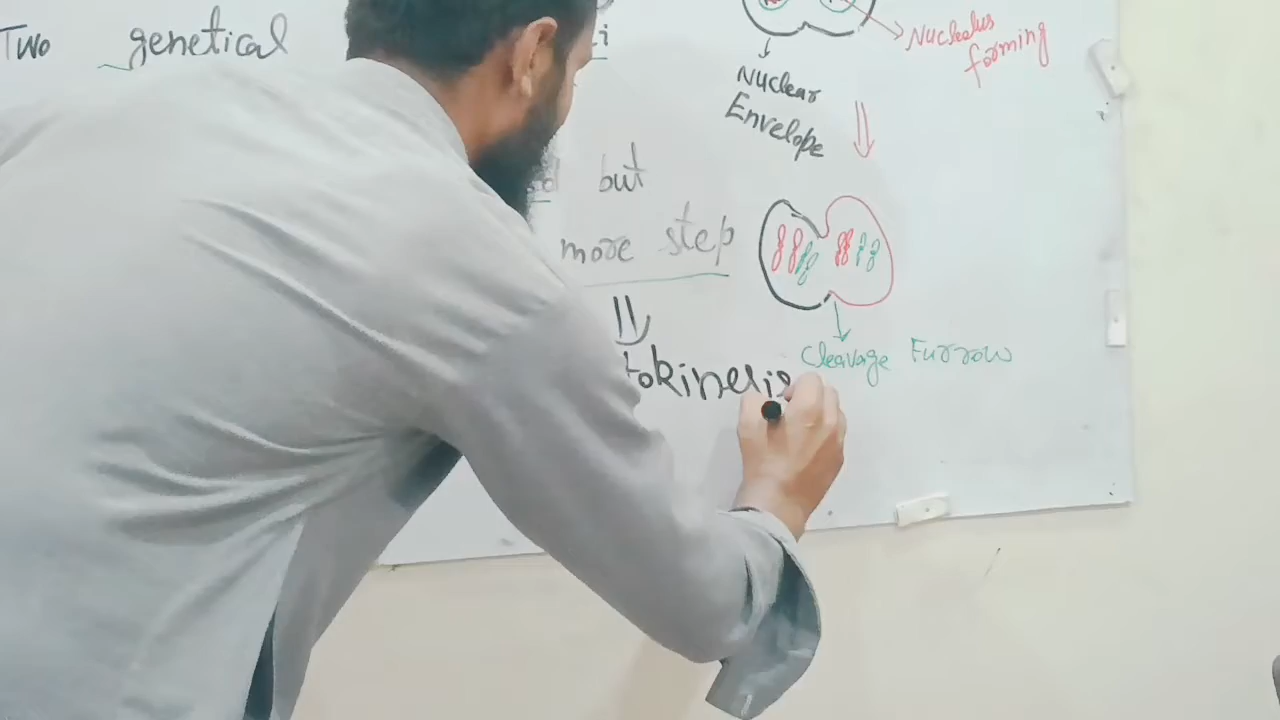 Two genetical
Nucleolus
forming
Nuclear
Envelope
but
more step
Cleavage Furrow
tokinesis